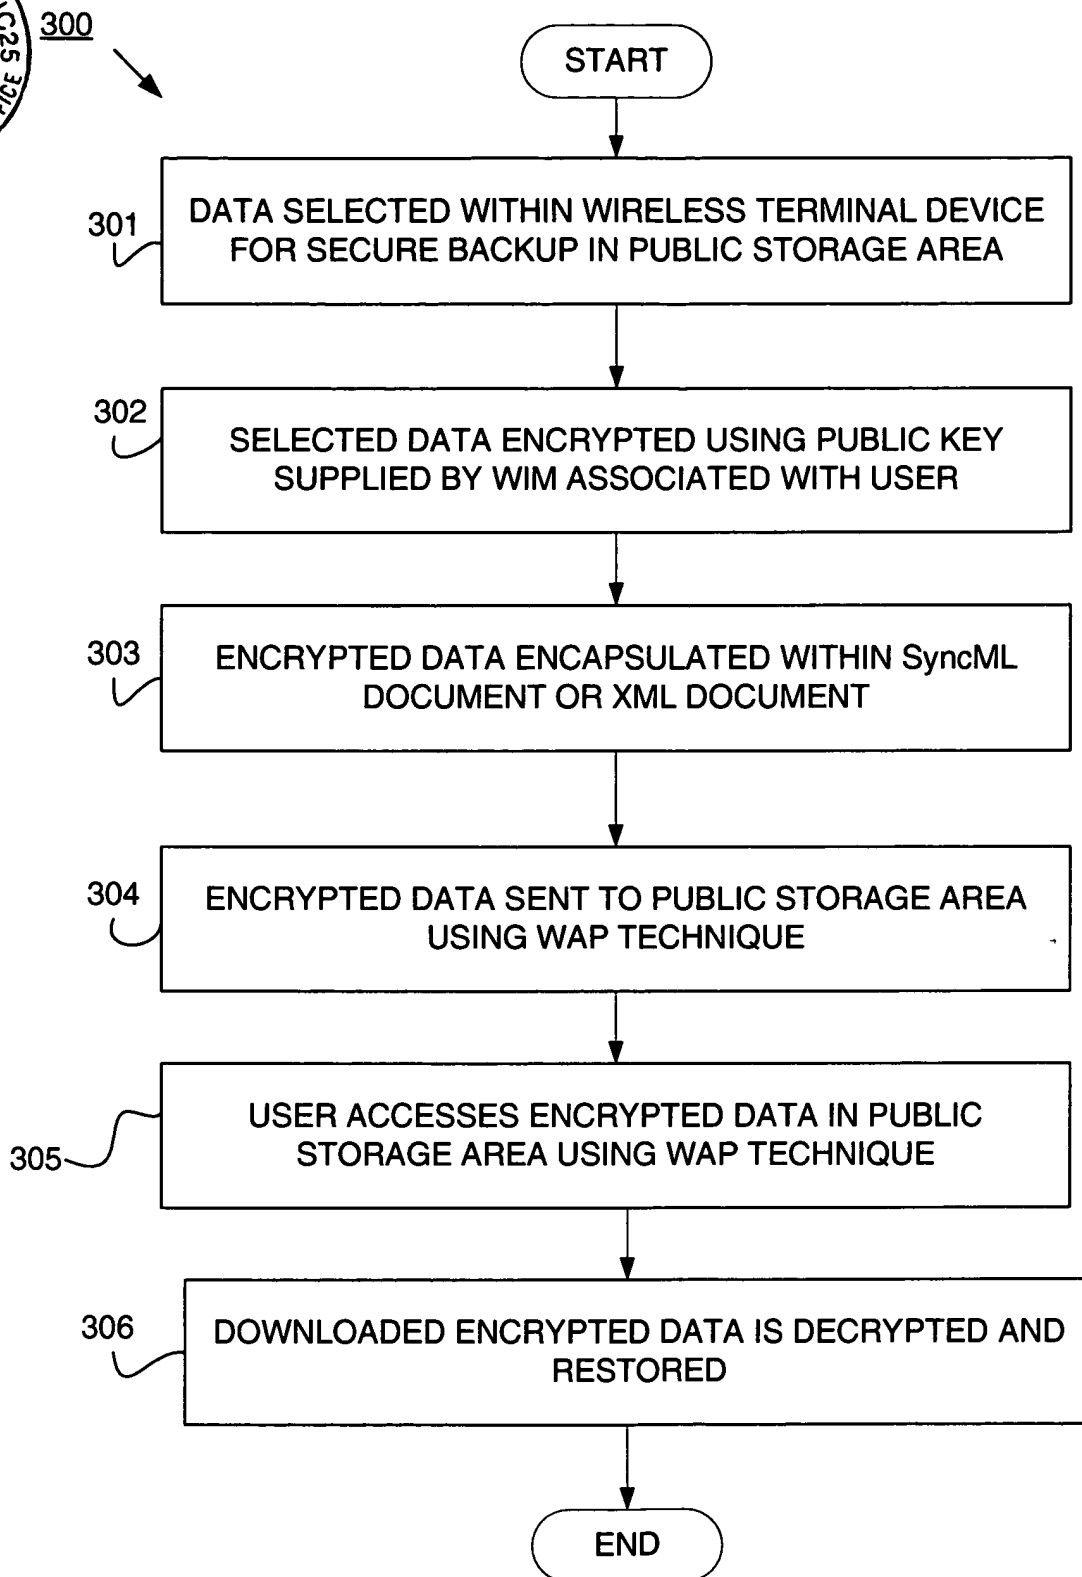 300
START
301
DATA SELECTED WITHIN WIRELESS TERMINAL DEVICE
FOR SECURE BACKUP IN PUBLIC STORAGE AREA
302
SELECTED DATA ENCRYPTED USING PUBLIC KEY
SUPPLIED BY WIM ASSOCIATED WITH USER
303
ENCRYPTED DATA ENCAPSULATED WITHIN SyncML
DOCUMENT OR XML DOCUMENT
304
ENCRYPTED DATA SENT TO PUBLIC STORAGE AREA
USING WAP TECHNIQUE
305
USER ACCESSES ENCRYPTED DATA IN PUBLIC
STORAGE AREA USING WAP TECHNIQUE
306
DOWNLOADED ENCRYPTED DATA IS DECRYPTED AND
RESTORED
END